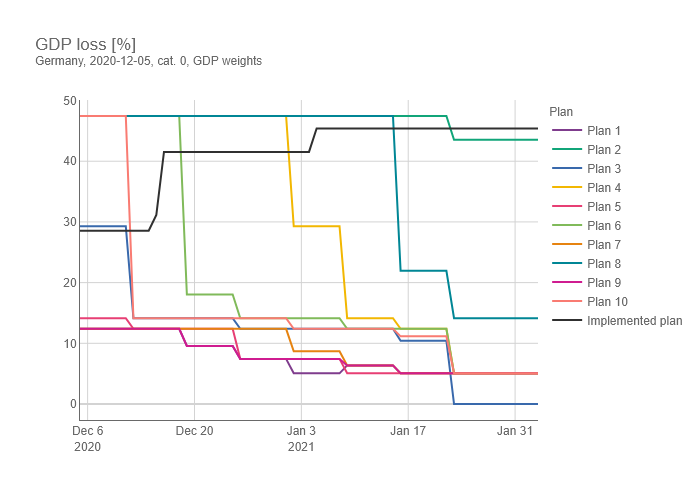 GDP loss [%]
Germany, 2020-12-05, cat. 0, GDP weights
50
40
30
20
10
0
Dec 6
2020
Dec 20
Jan 3
2021
Jan 17
Jan 31
Plan
Plan 1
Plan 2
Plan 3
Plan 4
Plan 5
Plan 6
Plan 7
Plan 8
Plan 9
Plan 10
Implemented plan